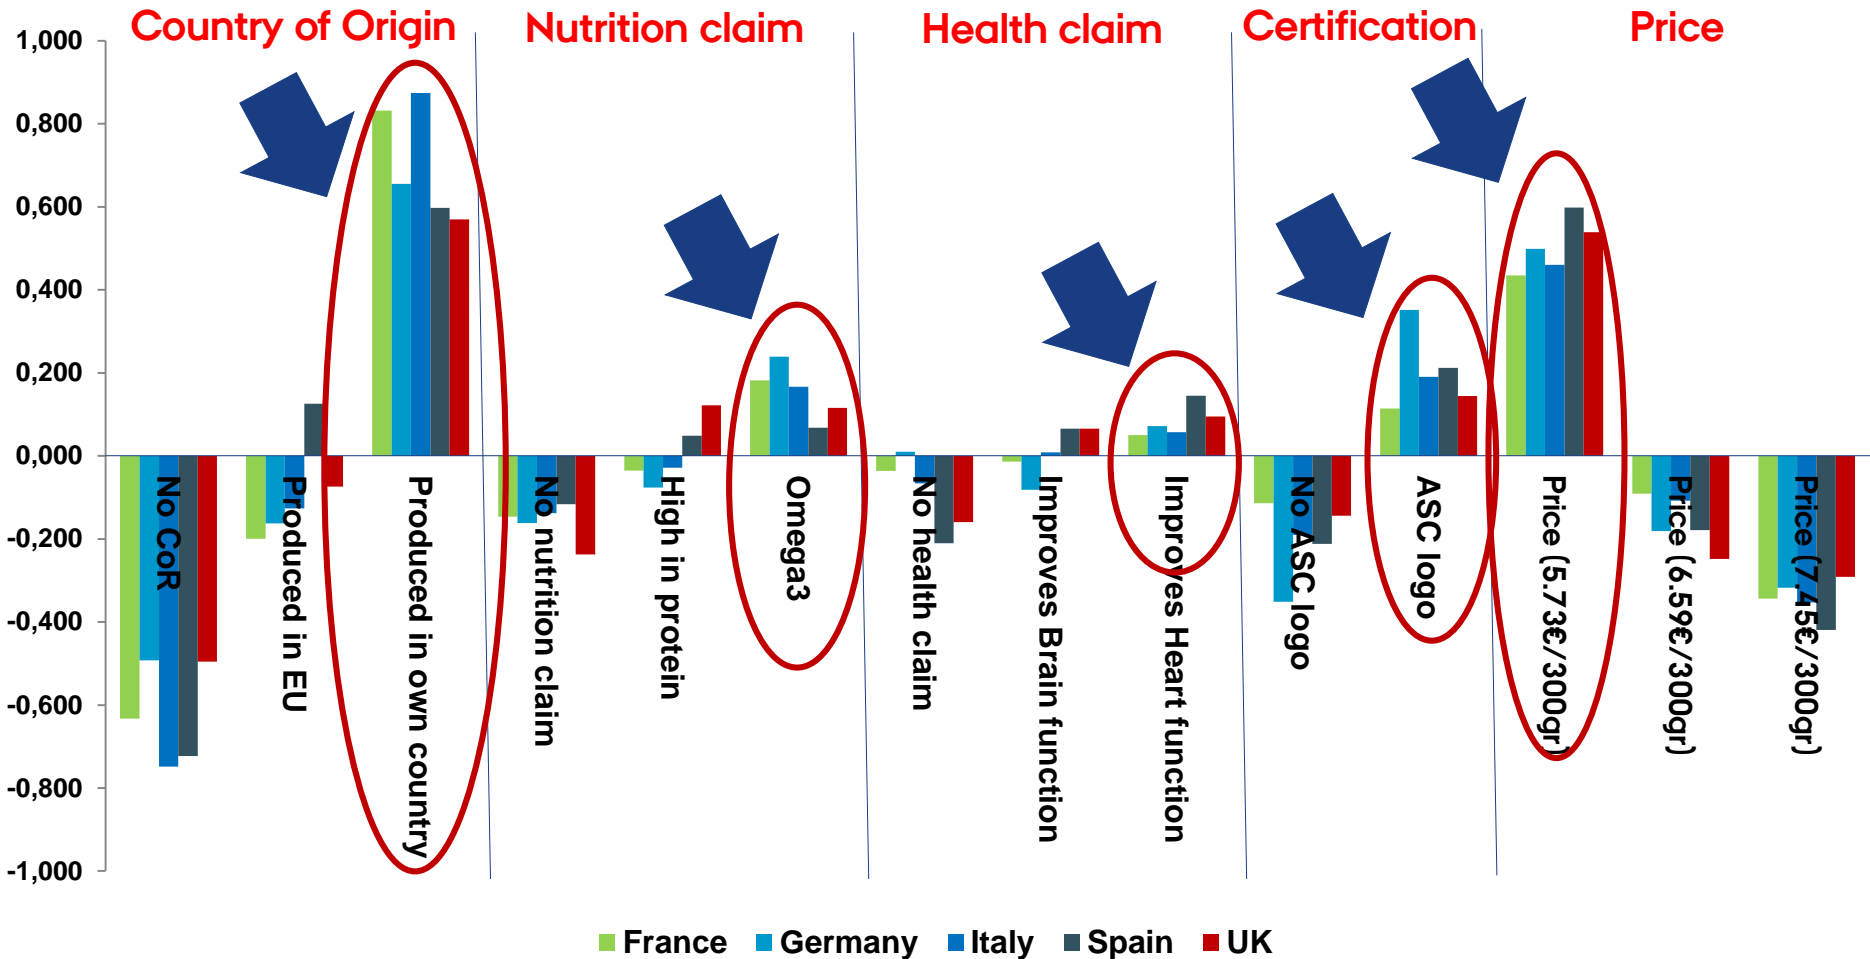 Country of Origin
Nutrition claim
Health claim
Certification
Price
1,000
0,800
0,600
0,400
0,200
0,000
-0,200
-0,400
-0,600
-0,800
-1,000
No CoR
Produced in EU
Produced in own country
No nutrition claim
High in protein
Omega3
No health claim
Improves Brain function
Improves Heart function
No ASC logo
ASC logo
Price (5.73€/300gr)
Price (6.59€/300gr)
Price (7.45€/300gr)
France
Germany
Italy
Spain
UK